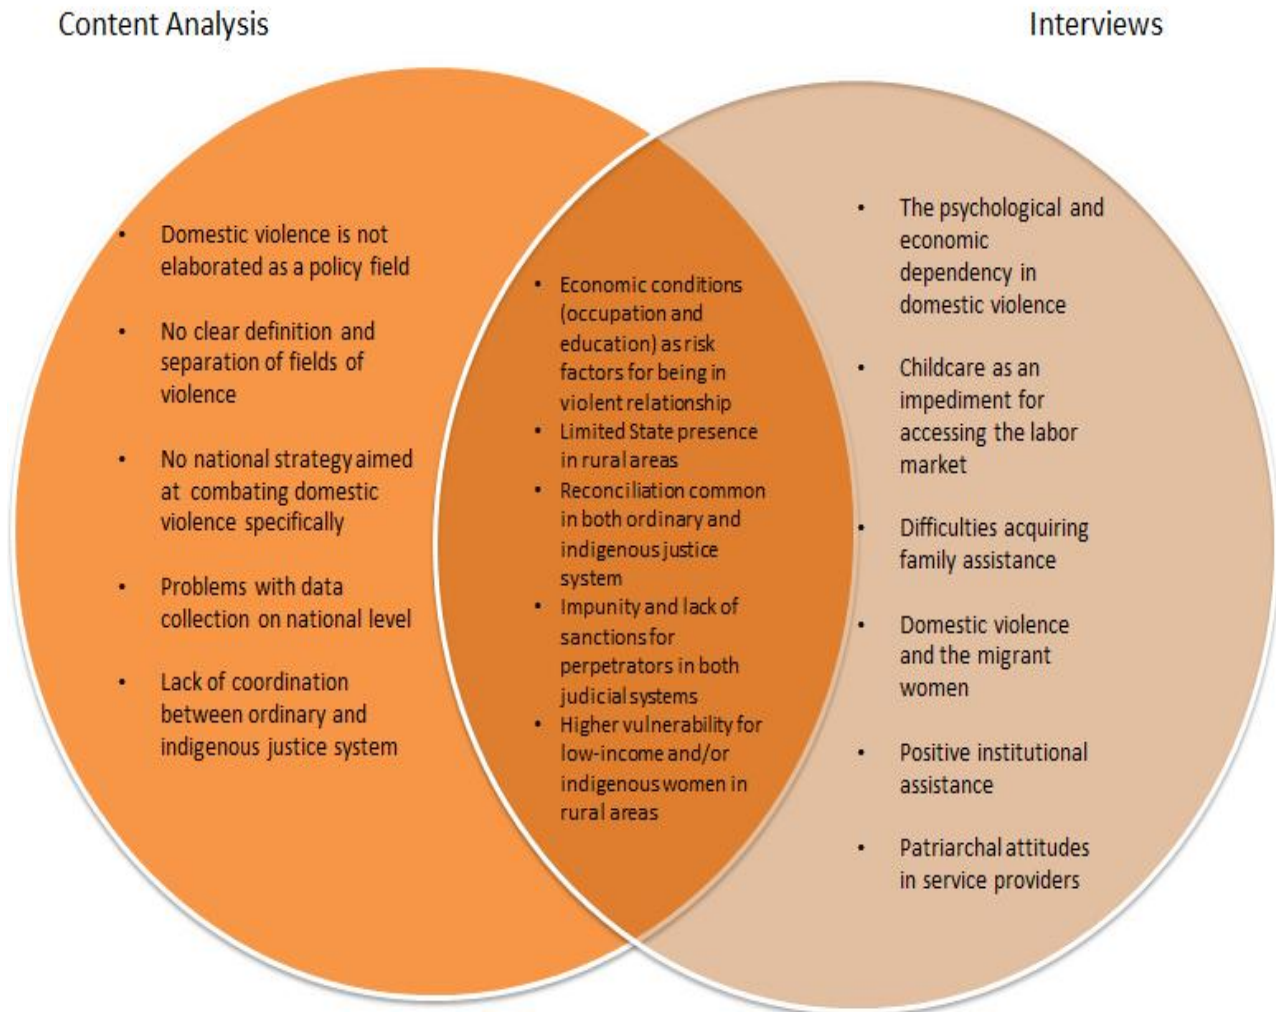 Content Analysis
Interviews
• Domestic violence is not
elaborated as a policy field
• No clear definition and
separation of fields of
violence
• No national strategy aimed
at combating domestic
violence specifically
• Problems with data
collection on national level
• Lack of coordination
between ordinary and
indigenous justice system
• Economic conditions
(occupation and
education) as risk
factors for being in
violent relationship
• Limited State presence
in rural areas
• Reconciliation common
in both ordinary and
indigenous justice
system
• Impunity and lack of
sanctions for
perpetrators in both
judicial systems
• Higher vulnerability for
low-income and/or
indigenous women in
rural areas
• The psychological and
economic
dependency in
domestic violence
• Childcare as an
impediment for
accessing the labor
market
• Difficulties acquiring
family assistance
• Domestic violence
and the migrant
women
• Positive institutional
assistance
• Patriarchal attitudes
in service providers